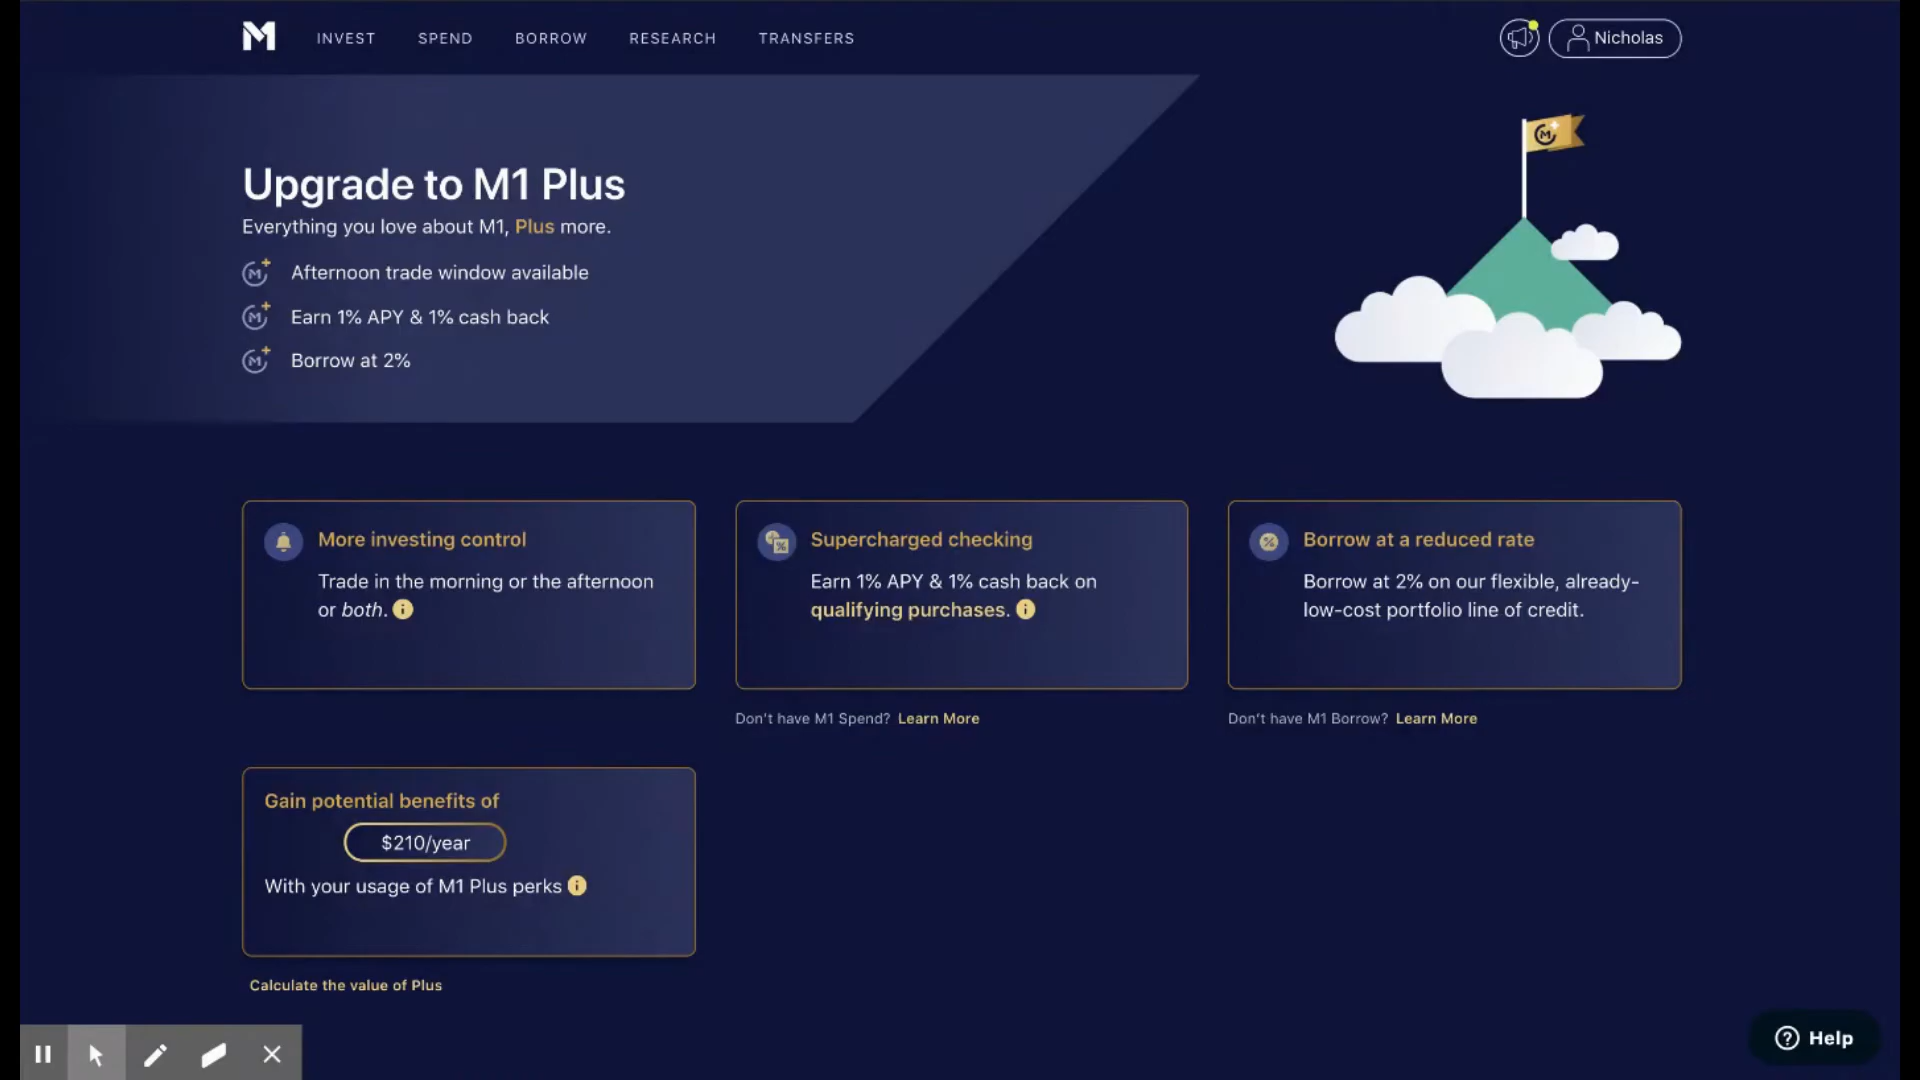 M INVEST SPEND BORROW RESEARCH TRANSFERS Nicholas
Upgrade to M1 Plus
Everything you love about M1, Plus more.
Afternoon trade window available
Earn 1% APY & 1% cash back
Borrow at 2%
More investing control
Trade in the morning or the afternoon
or both.
Supercharged checking
Earn 1% APY & 1% cash back on
qualifying purchases.
Borrow at a reduced rate
Borrow at 2% on our flexible, already-
low-cost portfolio line of credit.
Don't have M1 Spend? Learn More
Don't have M1 Borrow? Learn More
Gain potential benefits of
$210/year
With your usage of M1 Plus perks
Calculate the value of Plus
Help